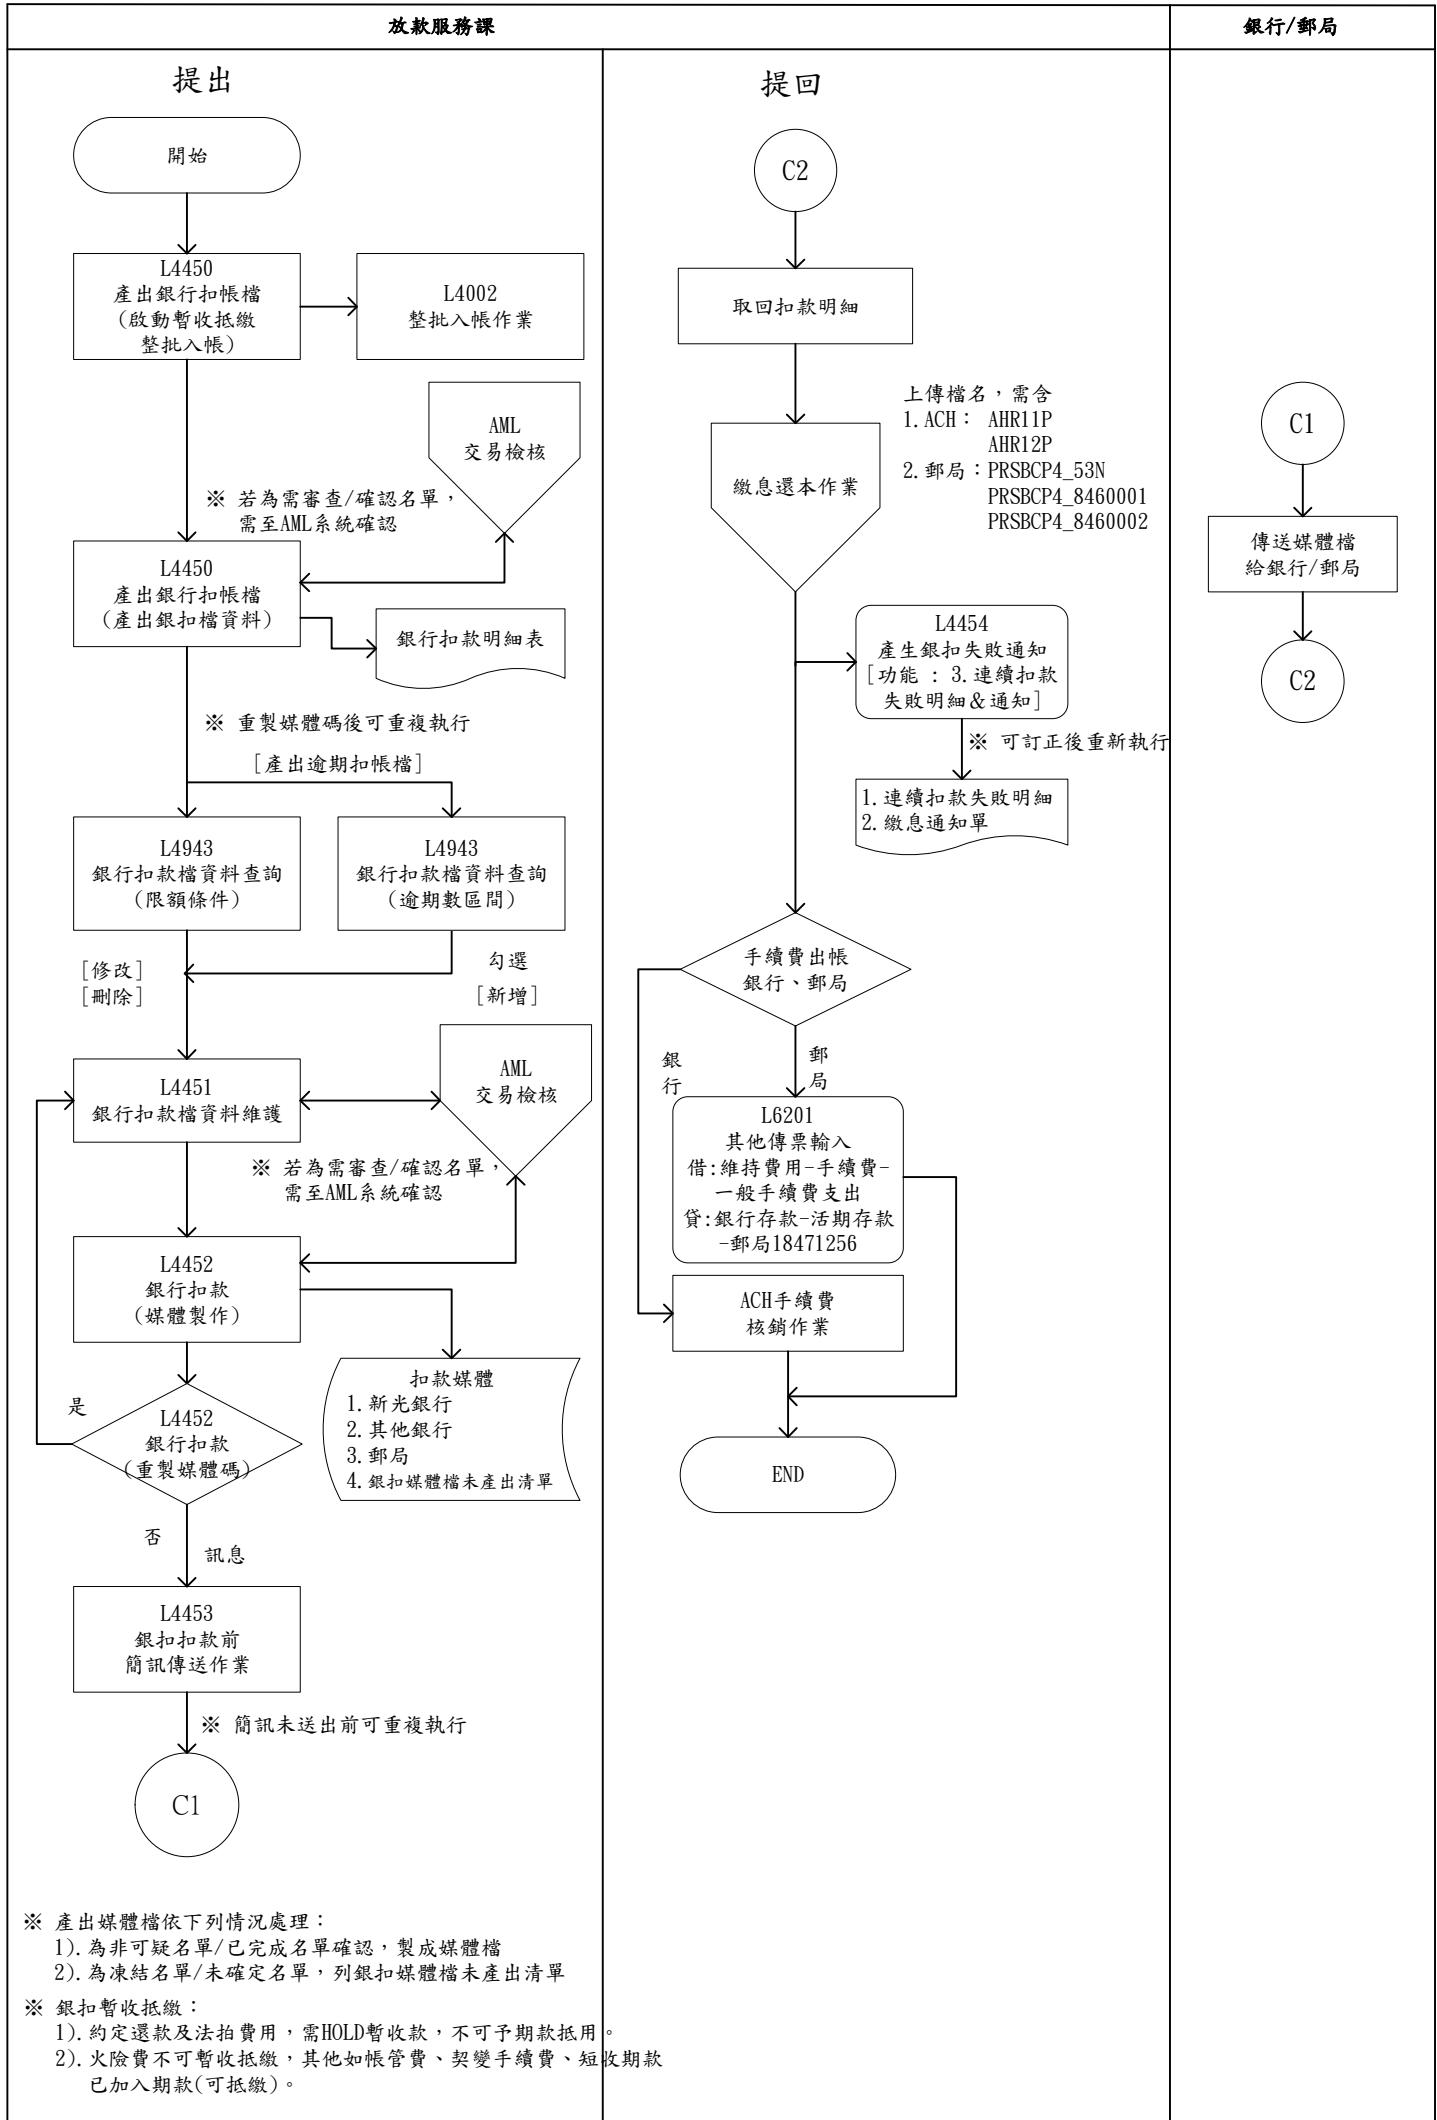 放款服務課
銀行/郵局
提出
開始
L4450
產出銀行扣帳檔
(啟動暫收抵繳
整批入帳)
L4002
整批入帳作業
AML
交易檢核
※ 若為需審查/確認名單，
需至AML系統確認
L4450
產出銀行扣帳檔
(產出銀扣檔資料)
銀行扣款明細表
※ 重製媒體碼後可重複執行
[產出逾期扣帳檔]
L4943
銀行扣款檔資料查詢
(限額條件)
L4943
銀行扣款檔資料查詢
(逾期數區間)
[修改]
[刪除]
勾選
[新增]
L4451
銀行扣款檔資料維護
AML
交易檢核
※ 若為需審查/確認名單，
需至AML系統確認
L4452
銀行扣款
(媒體製作)
扣款媒體
1.新光銀行
2.其他銀行
3.郵局
4.銀扣媒體檔未產出清單
是
L4452
銀行扣款
(重製媒體碼)
否
訊息
L4453
銀扣扣款前
簡訊傳送作業
※ 簡訊未送出前可重複執行
C1
※ 產出媒體檔依下列情況處理：
1).為非可疑名單/已完成名單確認，製成媒體檔
2).為凍結名單/未確定名單，列銀扣媒體檔未產出清單
※ 銀扣暫收抵繳：
1).約定還款及法拍費用，需HOLD暫收款，不可予期款抵用。
2).火險費不可暫收抵繳，其他如帳管費、契變手續費、短收期款
已加入期款(可抵繳)。
提回
C2
取回扣款明細
繳息還本作業
上傳檔名，需含
1.ACH： AHR11P
AHR12P
2.郵局：PRSBCP4_53N
PRSBCP4_8460001
PRSBCP4_8460002
L4454
產生銀扣失敗通知
[功能 : 3.連續扣款
失敗明細＆通知]
※ 可訂正後重新執行
1.連續扣款失敗明細
2.繳息通知單
手續費出帳
銀行、郵局
銀
行
郵
局
L6201
其他傳票輸入
借:維持費用-手續費-
一般手續費支出
貸:銀行存款-活期存款
-郵局18471256
ACH手續費
核銷作業
END
C1
傳送媒體檔
給銀行/郵局
C2